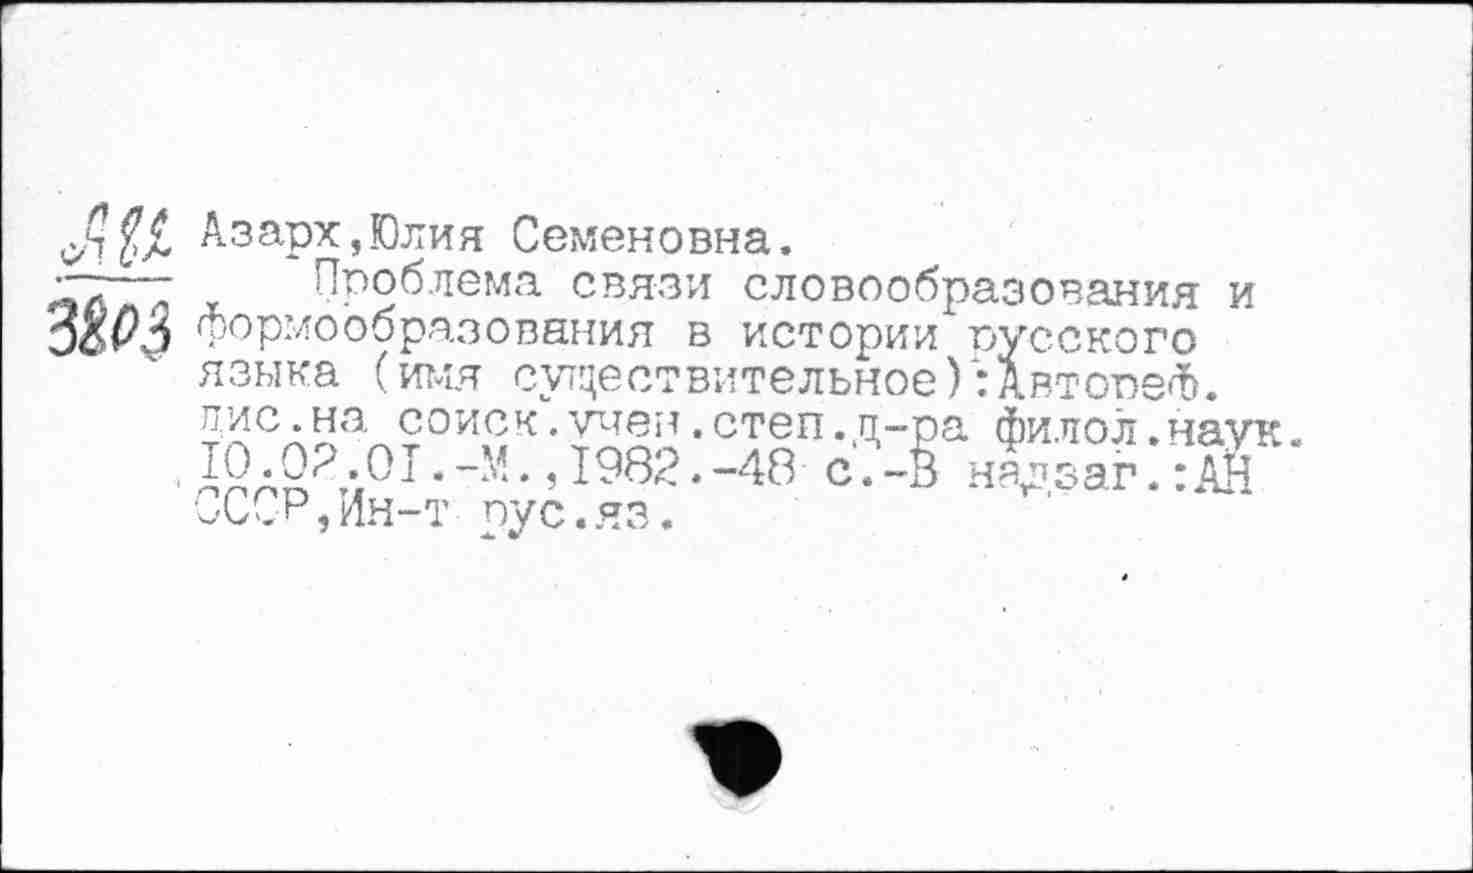 Азарх,Юлия Семеновна.
Проблема связи словообразования и
формообразования в истории русского
языка (имя существительное):Автореф.
дис.на соиск.учен.степ.д-ра филол.наук.
10.02.01.-М.,1982.-48 с.-В надзаг.:АН
СССР,Ин-т рус.яз.
3803